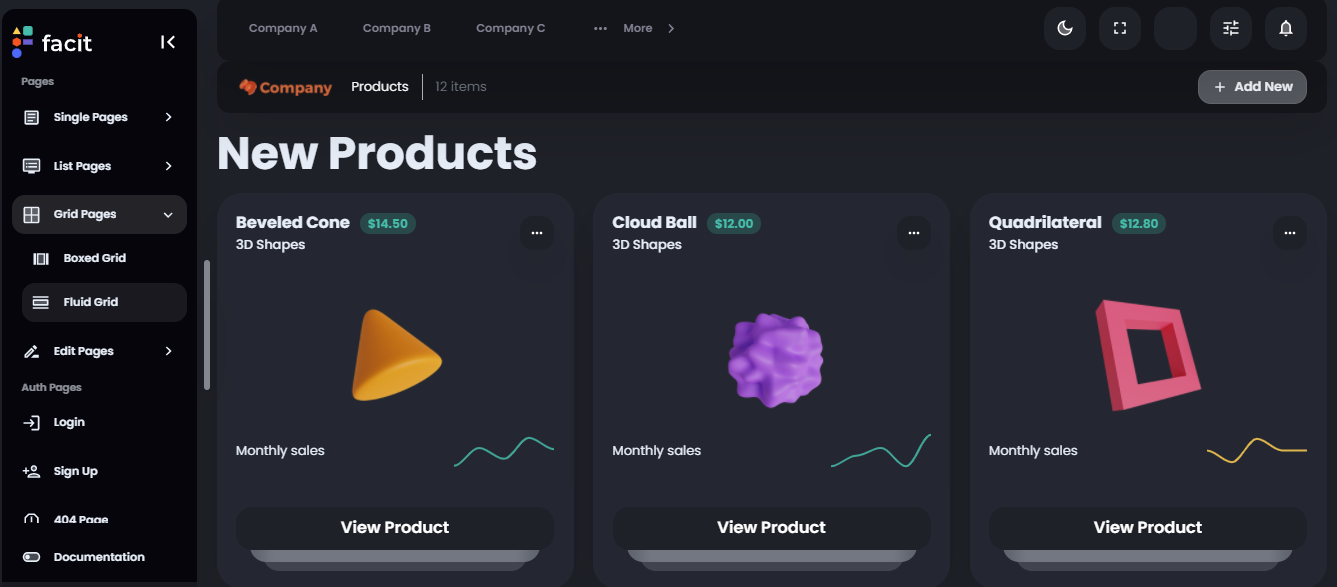 facit
Pages
Single Pages
List Pages
Grid Pages
Boxed Grid
Fluid Grid
Edit Pages
Auth Pages
Login
Sign Up
404 Page
Documentation
Company A
Company B
Company C
••• More
Company
Products
12 items
+ Add New
New Products
Beveled Cone $14.50
3D Shapes
Monthly sales
View Product
Cloud Ball $12.00
3D Shapes
Monthly sales
View Product
Quadrilateral $12.80
3D Shapes
Monthly sales
View Product